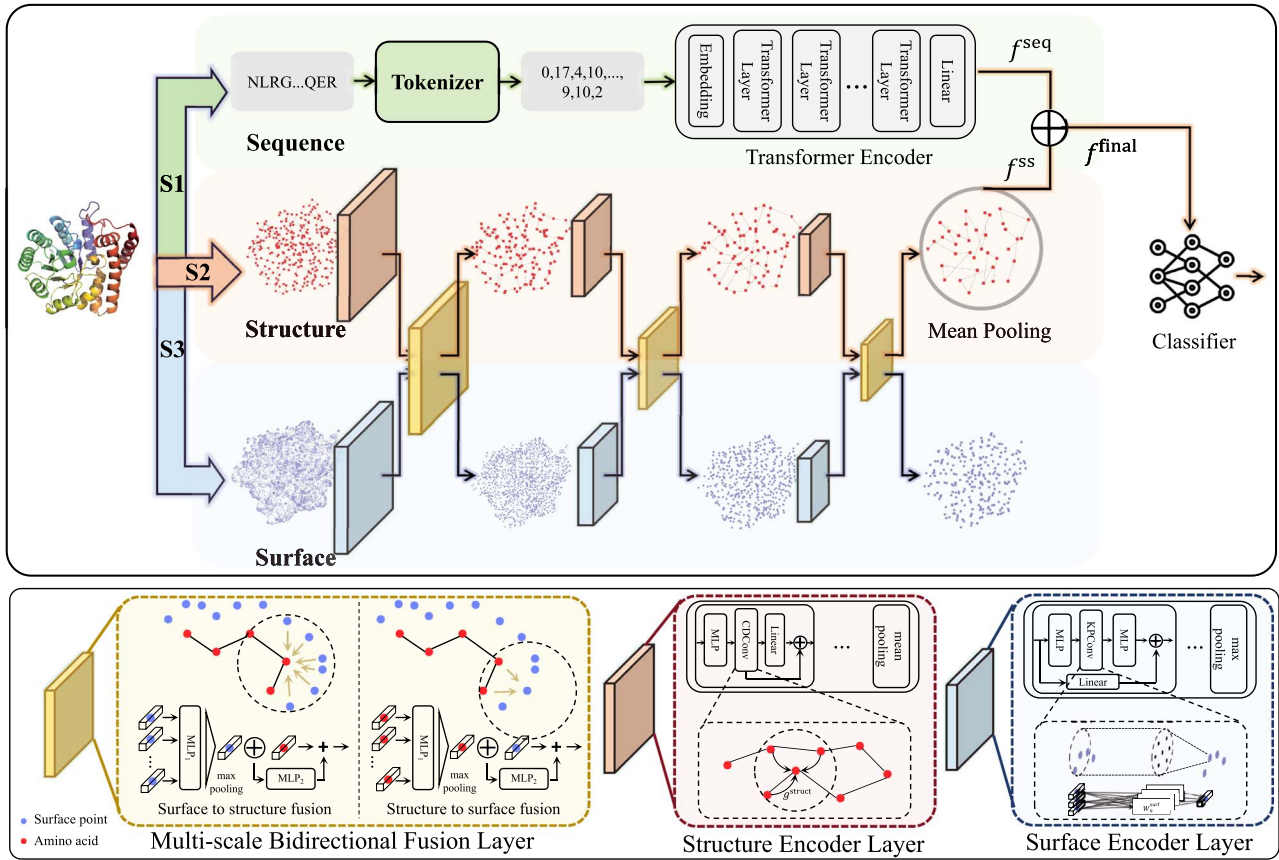 NLRG...QER
Tokenizer
0,17,4,10,...,
9,10,2
Embedding
Transformer
Layer
Transformer
Layer
...
Transformer
Layer
Linear
f^seq
Sequence
Transformer Encoder
f^ss
f^final
S1
S2
S3
Structure
Mean Pooling
Classifier
Surface
MLP₁
max
pooling
MLP₂
Surface to structure fusion
MLP₁
max
pooling
MLP₂
Structure to surface fusion
Surface point
Amino acid
Multi-scale Bidirectional Fusion Layer
MLP
CDConv
Linear
...
mean
pooling
g^struct
Structure Encoder Layer
MLP
KPConv
MLP
Linear
...
max
pooling
Surface Encoder Layer